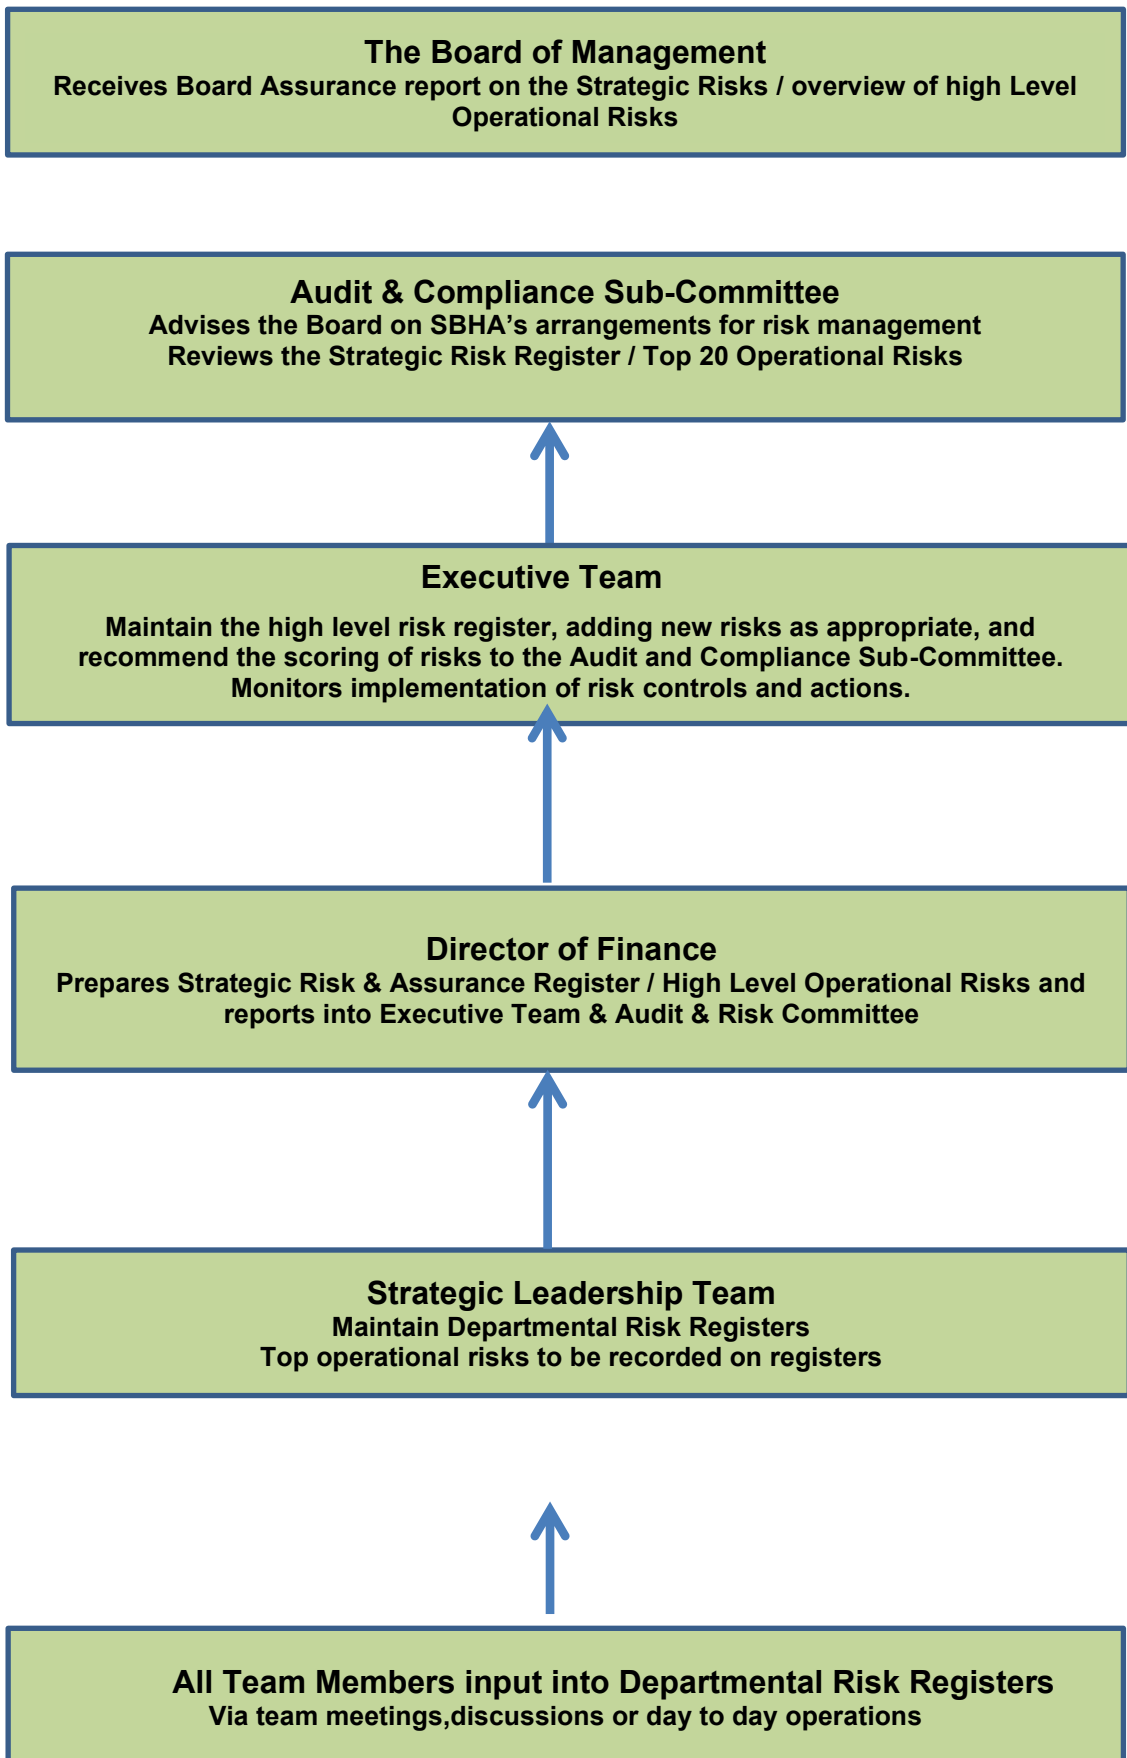 The Board of Management
Receives Board Assurance report on the Strategic Risks / overview of high Level
Operational Risks
Audit & Compliance Sub-Committee
Advises the Board on SBHA's arrangements for risk management
Reviews the Strategic Risk Register / Top 20 Operational Risks
Executive Team
Maintain the high level risk register, adding new risks as appropriate, and
recommend the scoring of risks to the Audit and Compliance Sub-Committee.
Monitors implementation of risk controls and actions.
Director of Finance
Prepares Strategic Risk & Assurance Register / High Level Operational Risks and
reports into Executive Team & Audit & Risk Committee
Strategic Leadership Team
Maintain Departmental Risk Registers
Top operational risks to be recorded on registers
All Team Members input into Departmental Risk Registers
Via team meetings,discussions or day to day operations